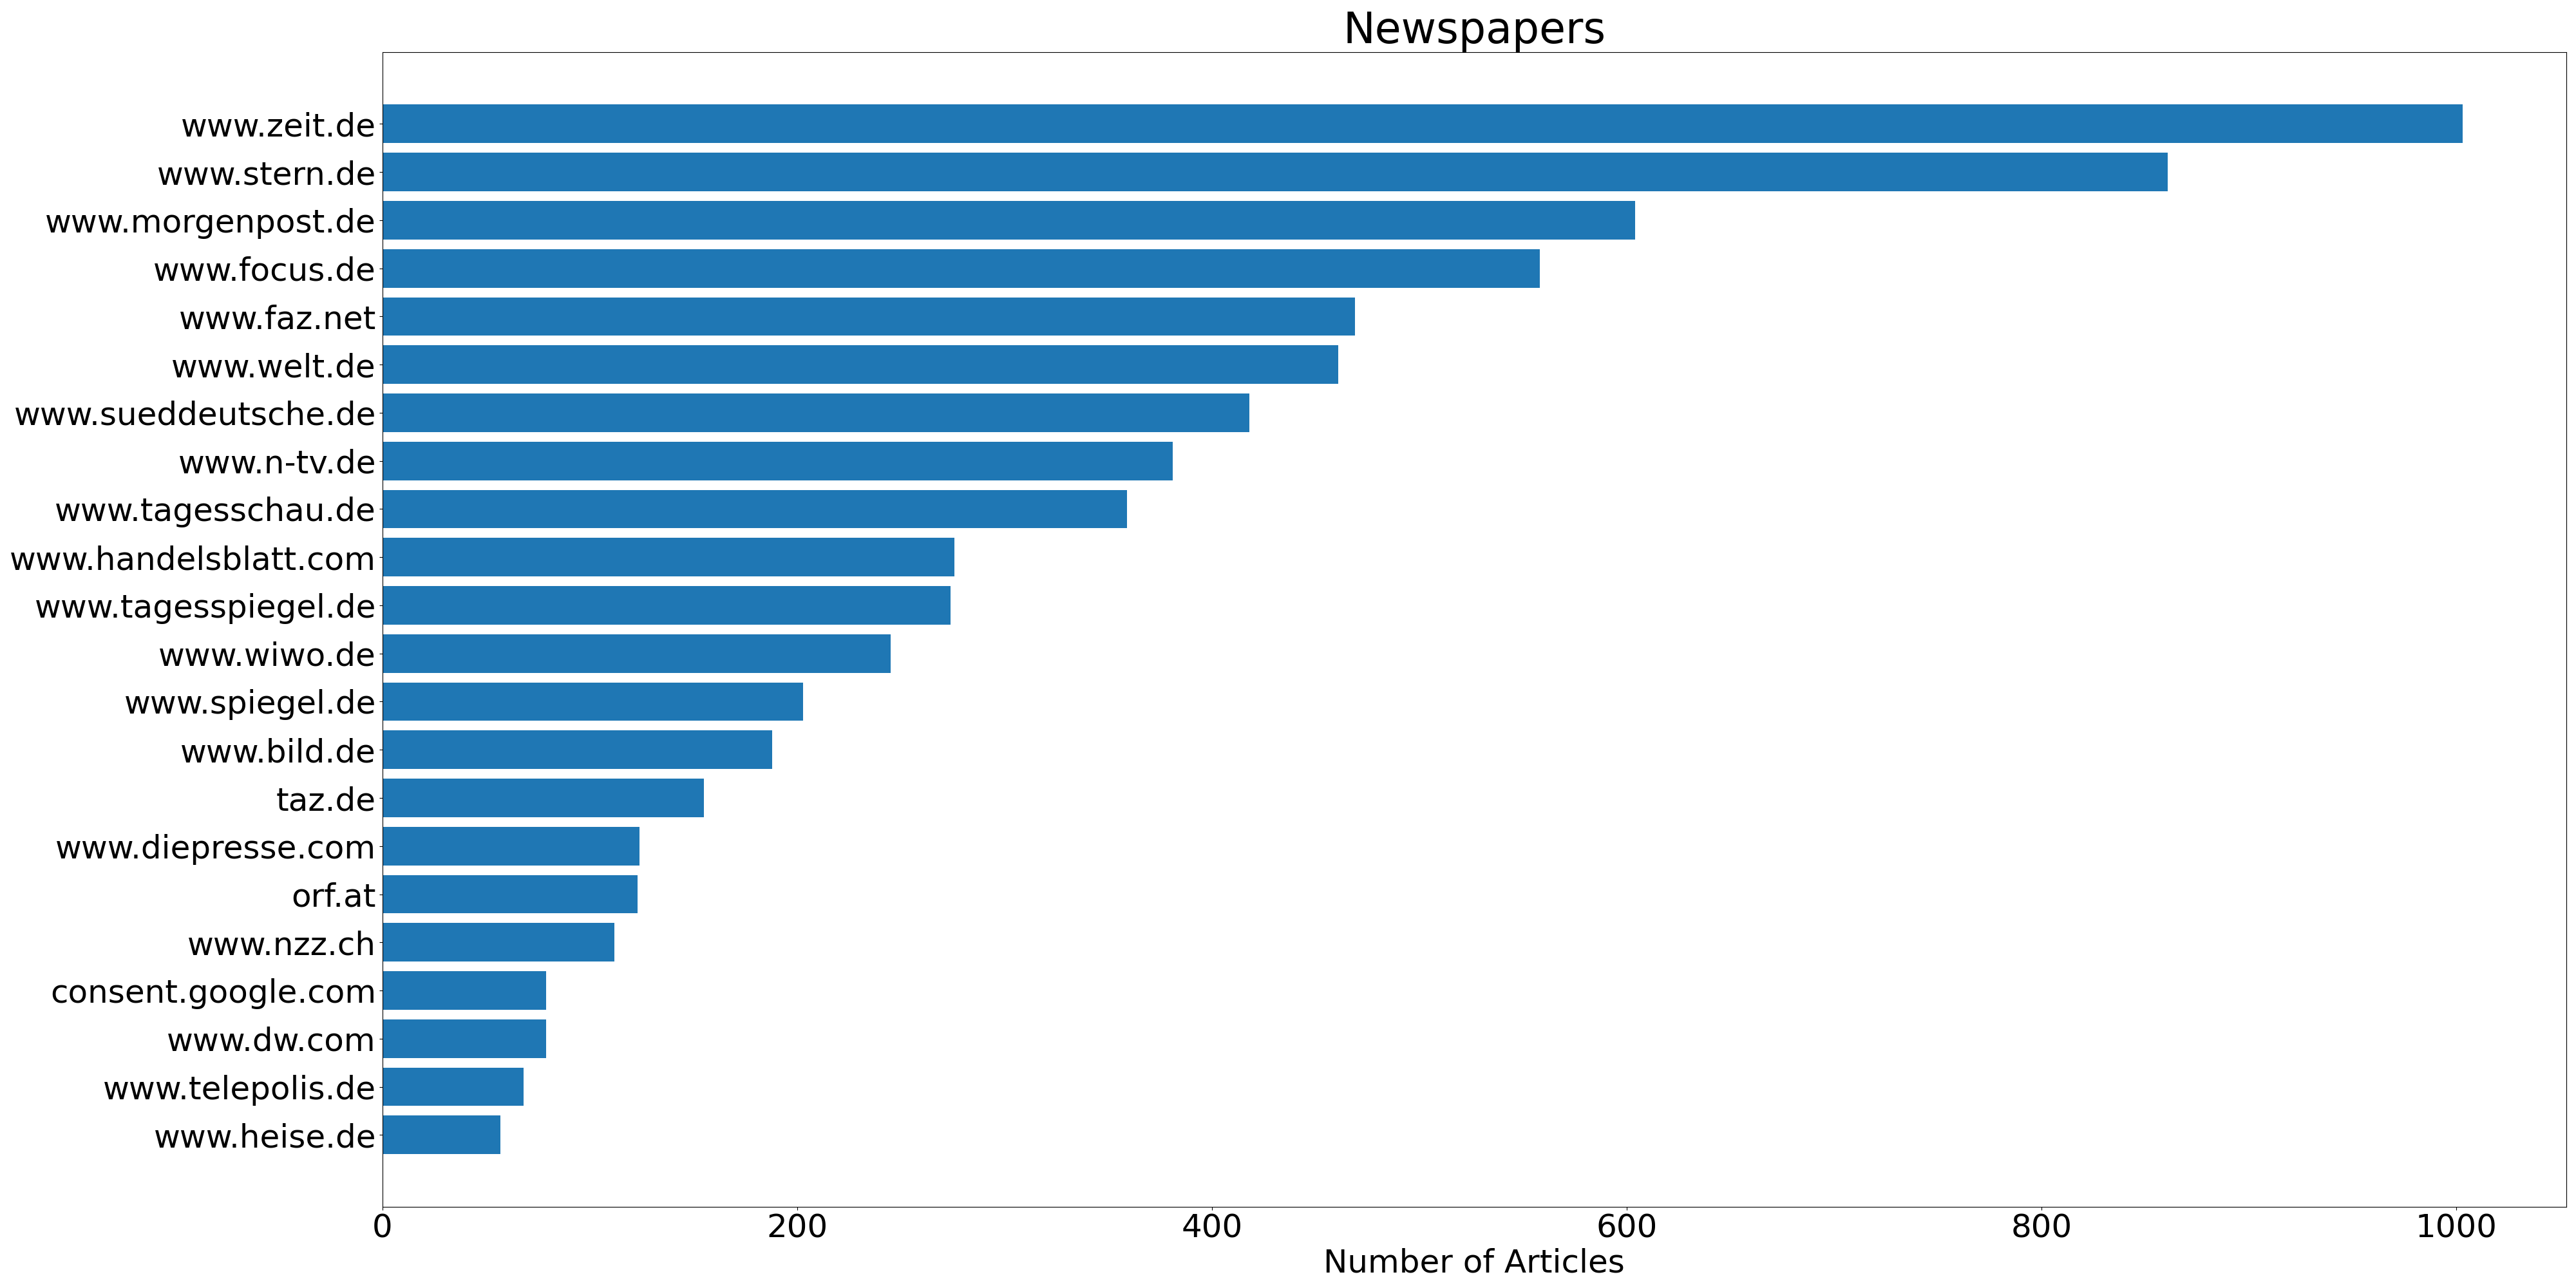 Newspapers
www.zeit.de
www.stern.de
www.morgenpost.de
www.focus.de
www.faz.net
www.welt.de
www.sueddeutsche.de
www.n-tv.de
www.tagesschau.de
www.handelsblatt.com
www.tagesspiegel.de
www.wiwo.de
www.spiegel.de
www.bild.de
taz.de
www.diepresse.com
orf.at
www.nzz.ch
consent.google.com
www.dw.com
www.telepolis.de
www.heise.de
0 200 400 600 800 1000
Number of Articles